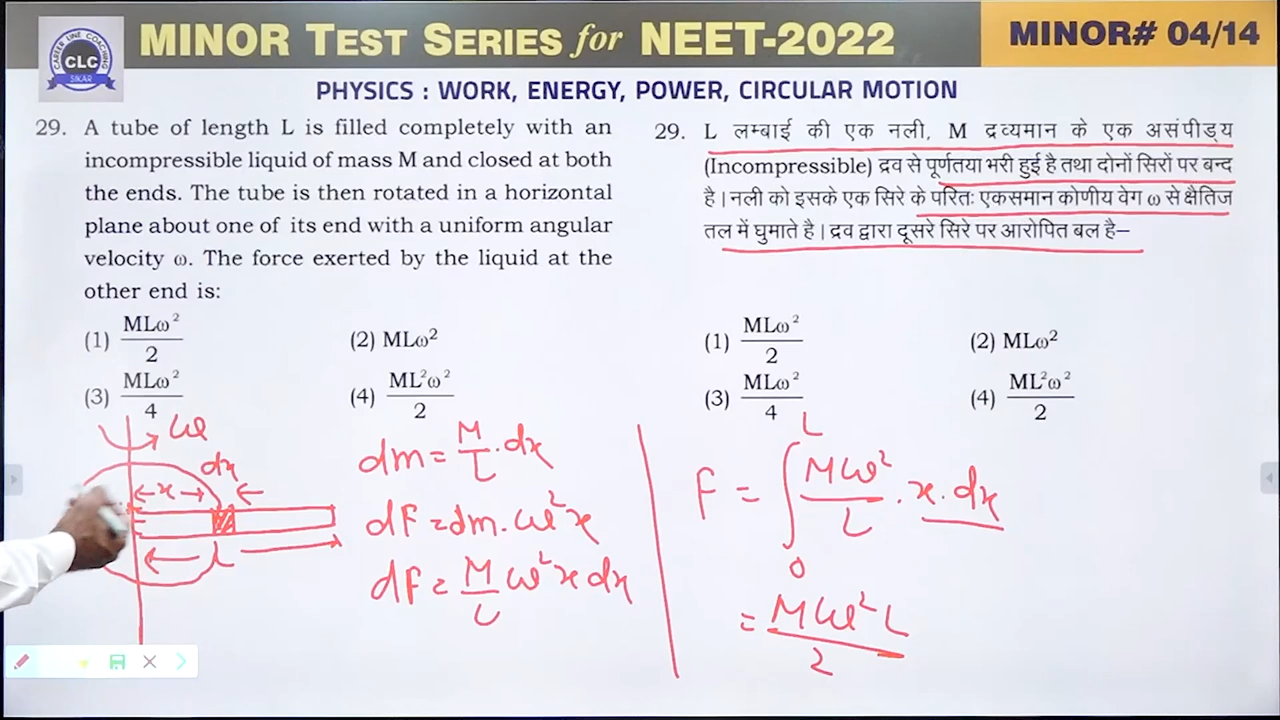 CAREER LINE COACHING
CLC
SIKAR
MINOR TEST SERIES for NEET-2022
MINOR# 04/14
PHYSICS : WORK, ENERGY, POWER, CIRCULAR MOTION
29. A tube of length L is filled completely with an
incompressible liquid of mass M and closed at both
the ends. The tube is then rotated in a horizontal
plane about one of its end with a uniform angular
velocity ω. The force exerted by the liquid at the
other end is:
(1) MLω²/2 (2) MLω²
(3) MLω²/4 (4) ML²ω²/2
29. L लम्बाई की एक नली, M द्रव्यमान के एक असंपीड्य
(Incompressible) द्रव से पूर्णतया भरी हुई है तथा दोनों सिरों पर बन्द
है। नली को इसके एक सिरे के परितः एकसमान कोणीय वेग ω से क्षैतिज
तल में घुमाते है। द्रव द्वारा दूसरे सिरे पर आरोपित बल है–
(1) MLω²/2 (2) MLω²
(3) MLω²/4 (4) ML²ω²/2
ω
dx
x
L
dm = M/L · dx
dF = dm · ω²x
dF = M/L ω²x dx
F = ∫₀ᴸ Mω²/L · x · dx
= Mω²L/2